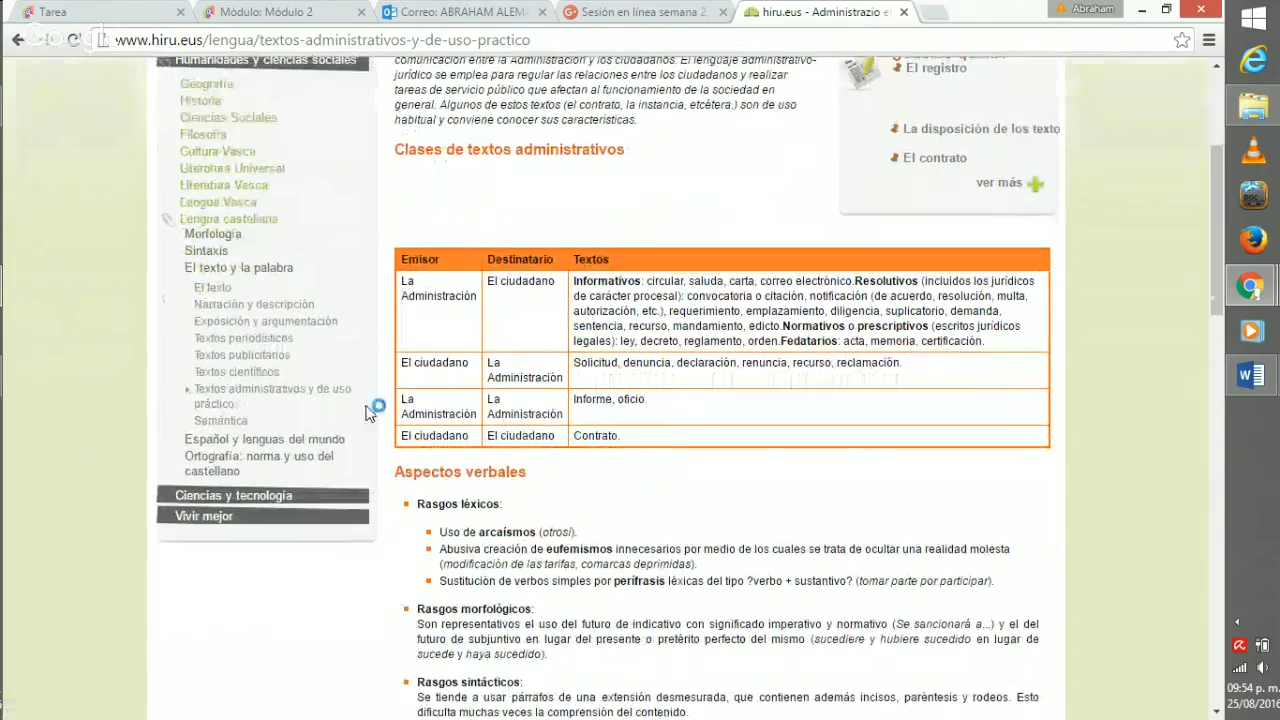 Tarea
Módulo: Módulo 2
Correo: ABRAHAM ALEMÁ
Sesión en línea semana 2
hiru.eus - Administrazio e
Abraham
www.hiru.eus/lengua/textos-administrativos-y-de-uso-practico
Humanidades y ciencias sociales
Geografía
Historia
Ciencias Sociales
Filosofía
Cultura Vasca
Literatura Universal
Literatura Vasca
Lengua Vasca
Lengua castellana
Morfología
Sintaxis
El texto y la palabra
El texto
Narración y descripción
Exposición y argumentación
Textos periodísticos
Textos publicitarios
Textos científicos
Textos administrativos y de uso
práctico
Semántica
Español y lenguas del mundo
Ortografía: norma y uso del
castellano
Ciencias y tecnología
Vivir mejor
comunicación entre la Administración y los ciudadanos. El lenguaje administrativo-
jurídico se emplea para regular las relaciones entre los ciudadanos y realizar
tareas de servicio público que afectan al funcionamiento de la sociedad en
general. Algunos de estos textos (el contrato, la instancia, etcétera.) son de uso
habitual y conviene conocer sus características.
El registro
La disposición de los texto
El contrato
ver más
Clases de textos administrativos
Emisor Destinatario Textos
La El ciudadano Informativos: circular, saluda, carta, correo electrónico.Resolutivos (incluidos los jurídicos
Administración de carácter procesal): convocatoria o citación, notificación (de acuerdo, resolución, multa,
autorización, etc.), requerimiento, emplazamiento, diligencia, suplicatorio, demanda,
sentencia, recurso, mandamiento, edicto.Normativos o prescriptivos (escritos jurídicos
legales): ley, decreto, reglamento, orden.Fedatarios: acta, memoria, certificación.
El ciudadano La Solicitud, denuncia, declaración, renuncia, recurso, reclamación.
Administración
La La Informe, oficio.
Administración Administración
El ciudadano El ciudadano Contrato.
Aspectos verbales
Rasgos léxicos:
Uso de arcaísmos (otrosí).
Abusiva creación de eufemismos innecesarios por medio de los cuales se trata de ocultar una realidad molesta
(modificación de las tarifas, comarcas deprimidas).
Sustitución de verbos simples por perífrasis léxicas del tipo ?verbo + sustantivo? (tomar parte por participar).
Rasgos morfológicos:
Son representativos el uso del futuro de indicativo con significado imperativo y normativo (Se sancionará a...) y el del
futuro de subjuntivo en lugar del presente o pretérito perfecto del mismo (sucediere y hubiere sucedido en lugar de
sucede y haya sucedido).
Rasgos sintácticos:
Se tiende a usar párrafos de una extensión desmesurada, que contienen además incisos, paréntesis y rodeos. Esto
dificulta muchas veces la comprensión del contenido.
09:54 p. m.
25/08/2016